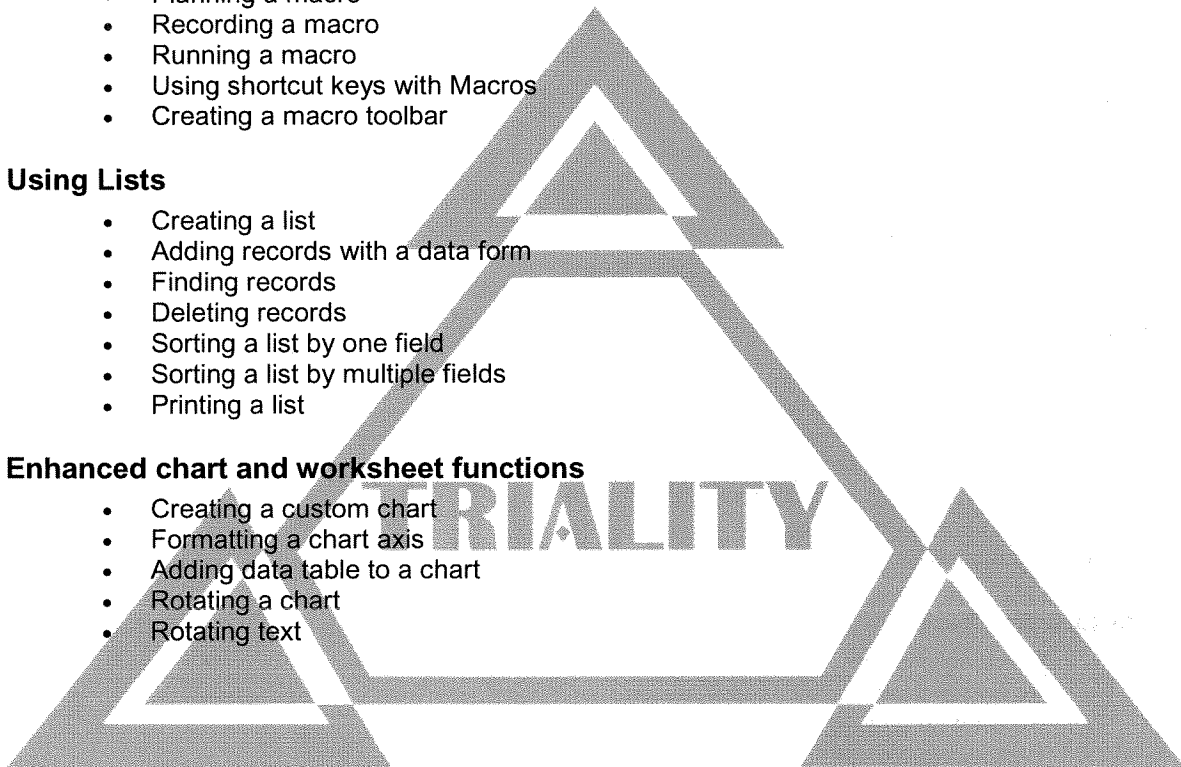 • Planning a macro
• Recording a macro
• Running a macro
• Using shortcut keys with Macros
• Creating a macro toolbar
Using Lists
• Creating a list
• Adding records with a data form
• Finding records
• Deleting records
• Sorting a list by one field
• Sorting a list by multiple fields
• Printing a list
Enhanced chart and worksheet functions
TRIALITY
• Creating a custom chart
• Formatting a chart axis
• Adding data table to a chart
• Rotating a chart
• Rotating text